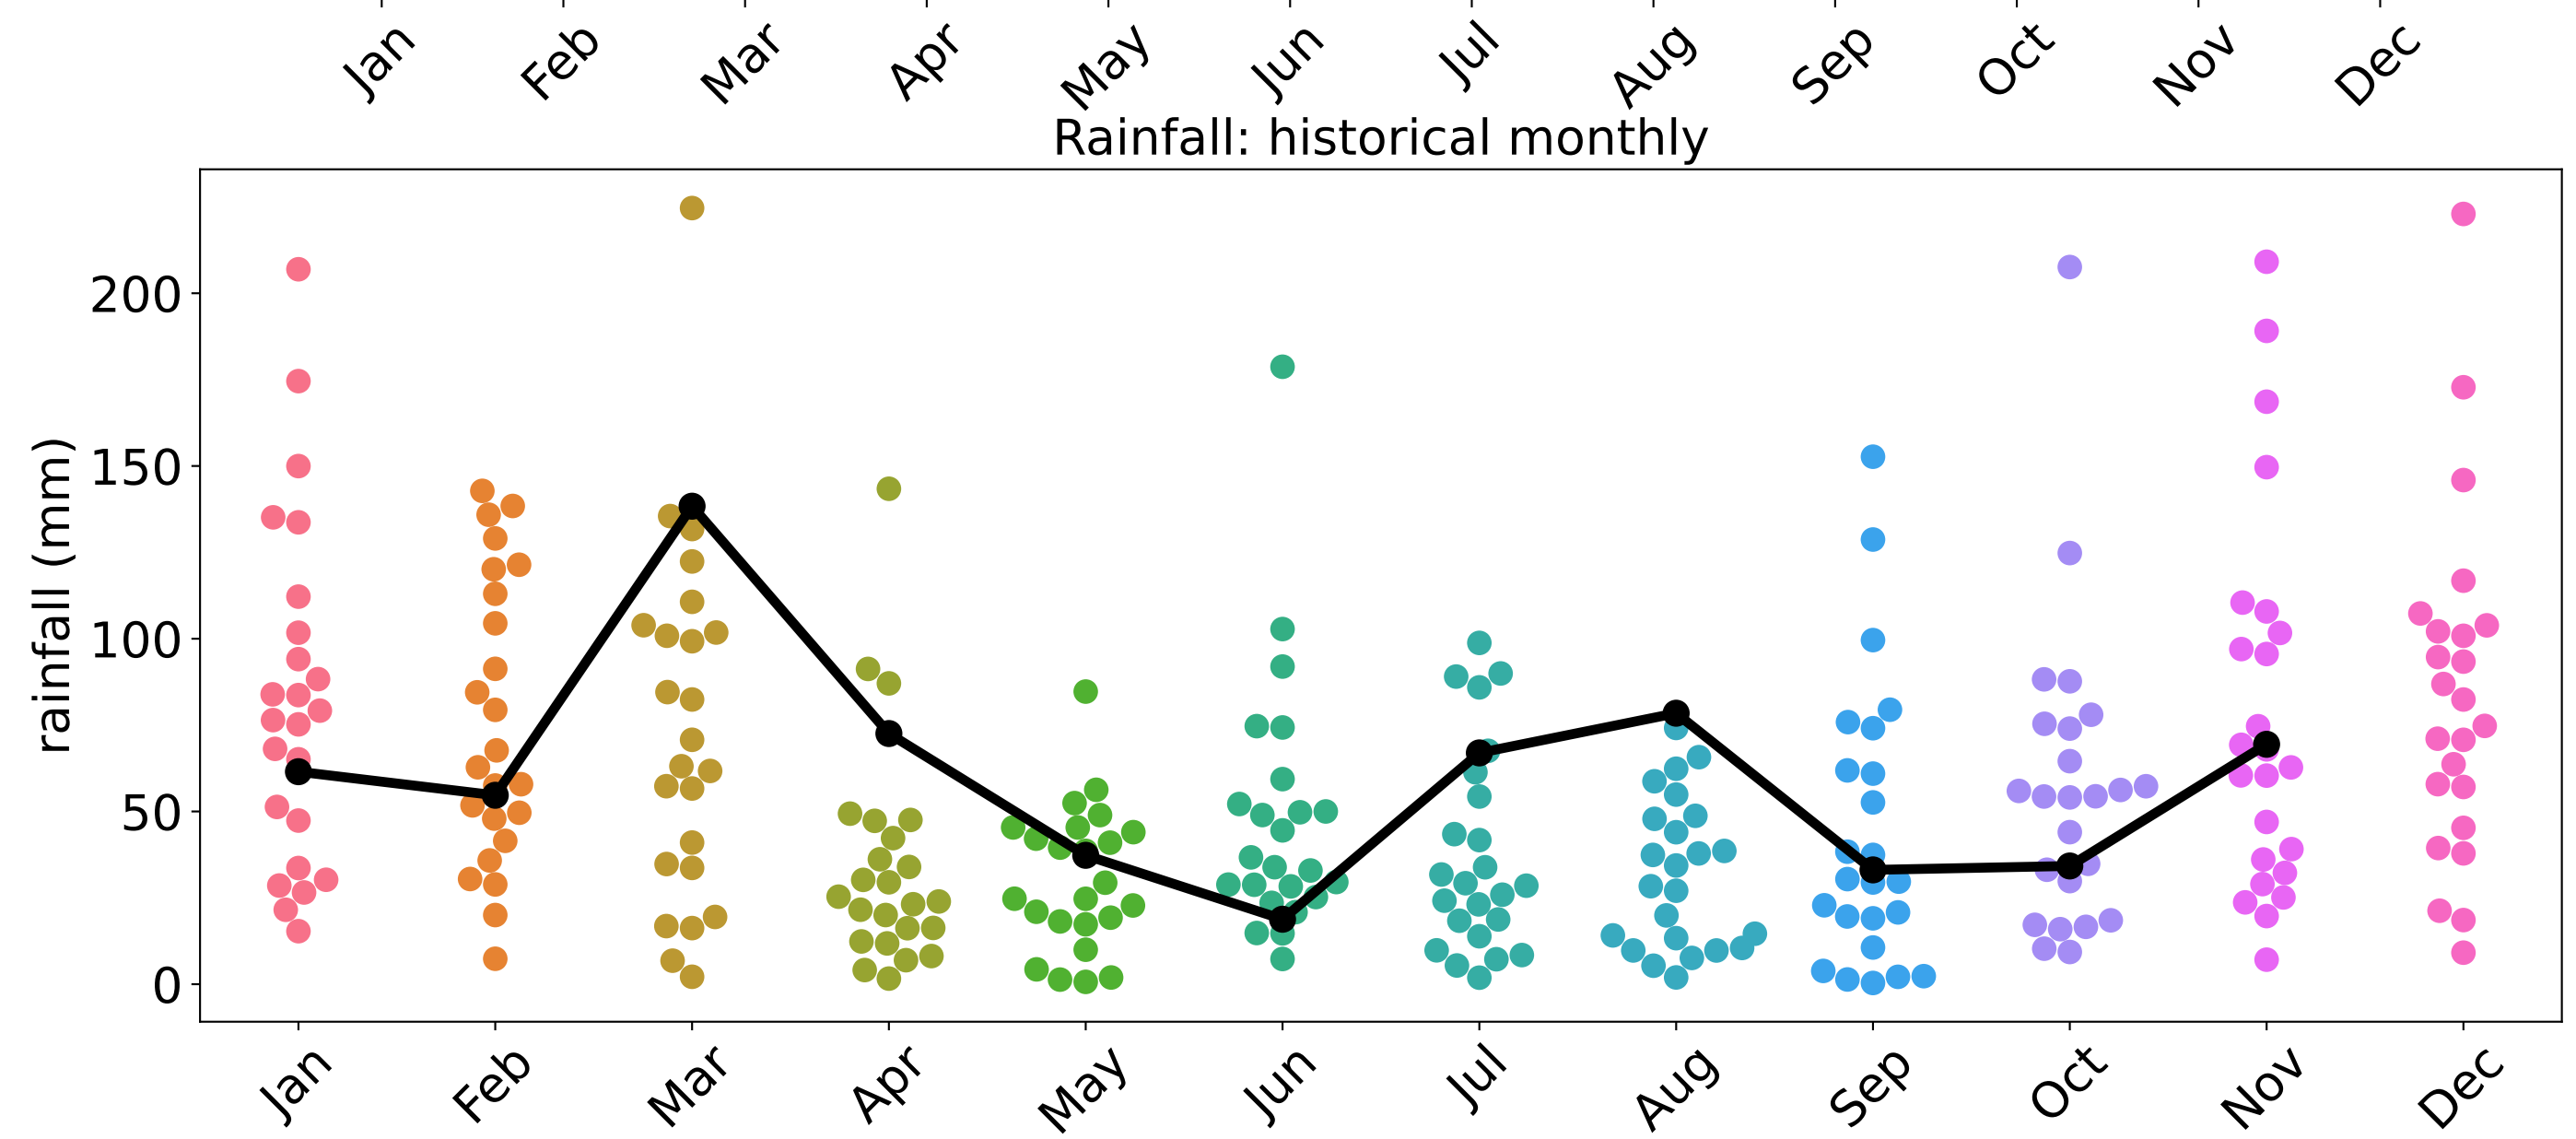 Jan Feb Mar Apr May Jun Jul Aug Sep Oct Nov Dec
Rainfall: historical monthly
rainfall (mm)
200
150
100
50
0
Jan Feb Mar Apr May Jun Jul Aug Sep Oct Nov Dec